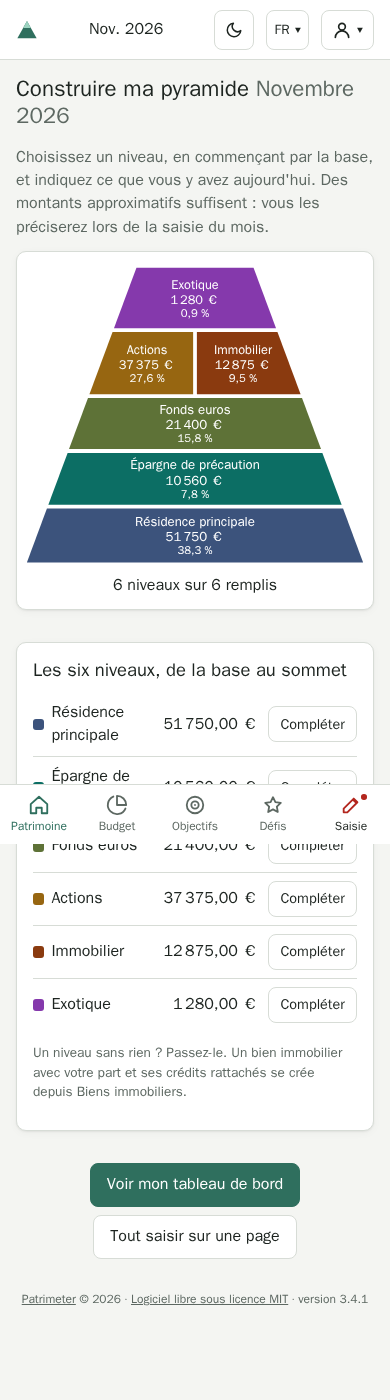 Nov. 2026
FR ▾
▾
Construire ma pyramide Novembre
2026
Choisissez un niveau, en commençant par la base,
et indiquez ce que vous y avez aujourd'hui. Des
montants approximatifs suffisent : vous les
préciserez lors de la saisie du mois.
Exotique
1 280 €
0,9 %
Actions
37 375 €
27,6 %
Immobilier
12 875 €
9,5 %
Fonds euros
21 400 €
15,8 %
Épargne de précaution
10 560 €
7,8 %
Résidence principale
51 750 €
38,3 %
6 niveaux sur 6 remplis
Les six niveaux, de la base au sommet
Résidence
principale
51 750,00 €
Compléter
Épargne de
Patrimoine
Budget
Objectifs
Défis
Saisie
Fonds euros
21 400,00 €
Compléter
Actions
37 375,00 €
Compléter
Immobilier
12 875,00 €
Compléter
Exotique
1 280,00 €
Compléter
Un niveau sans rien ? Passez-le. Un bien immobilier
avec votre part et ses crédits rattachés se crée
depuis Biens immobiliers.
Voir mon tableau de bord
Tout saisir sur une page
Patrimeter © 2026 · Logiciel libre sous licence MIT · version 3.4.1